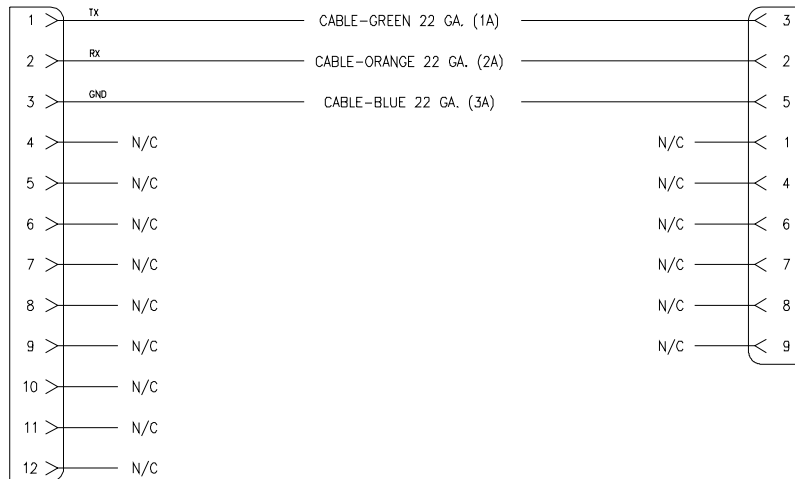 1 TX CABLE-GREEN 22 GA. (1A) 3
2 RX CABLE-ORANGE 22 GA. (2A) 2
3 GND CABLE-BLUE 22 GA. (3A) 5
4 N/C N/C 1
5 N/C N/C 4
6 N/C N/C 6
7 N/C N/C 7
8 N/C N/C 8
9 N/C N/C 9
10 N/C
11 N/C
12 N/C